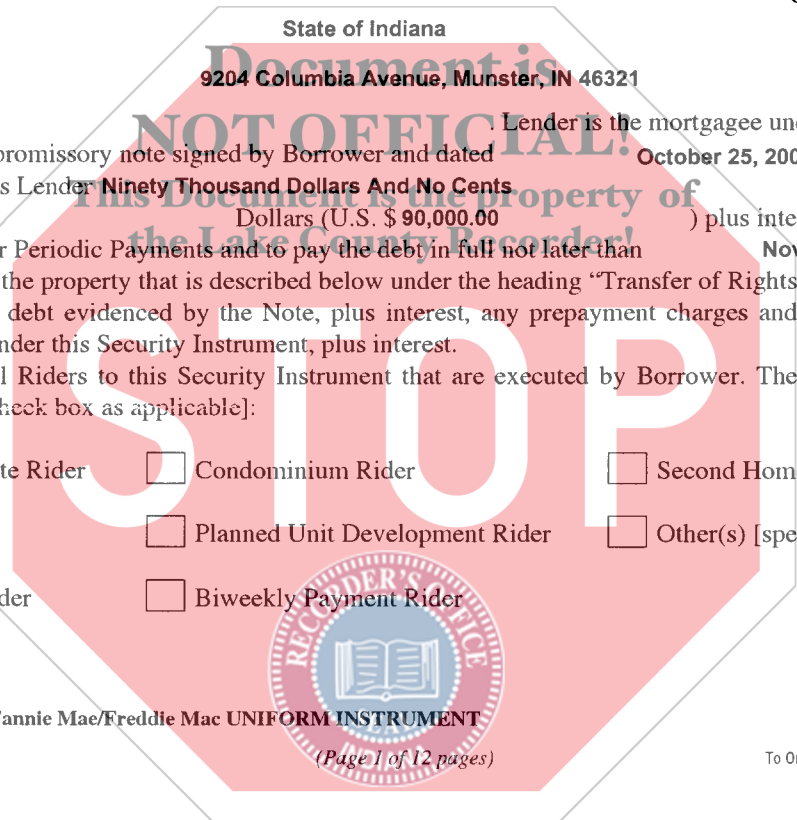 State of Indiana
Document is
9204 Columbia Avenue, Munster, IN 46321
NOT OFFICIAL!
. Lender is the mortgagee und
promissory note signed by Borrower and dated October 25, 200
s Lender Ninety Thousand Dollars And No Cents
This Document is the property of
Dollars (U.S. $ 90,000.00 ) plus inte
the Lake County Recorder!
r Periodic Payments and to pay the debt in full not later than Nov
the property that is described below under the heading “Transfer of Rights
debt evidenced by the Note, plus interest, any prepayment charges and
nder this Security Instrument, plus interest.
l Riders to this Security Instrument that are executed by Borrower. The
heck box as applicable]:
STOP
te Rider Condominium Rider Second Hom
Planned Unit Development Rider Other(s) [spe
der Biweekly Payment Rider
RECORDER'S OFFICE
SEAL
INDIANA
annie Mae/Freddie Mac UNIFORM INSTRUMENT
(Page 1 of 12 pages)
To Or